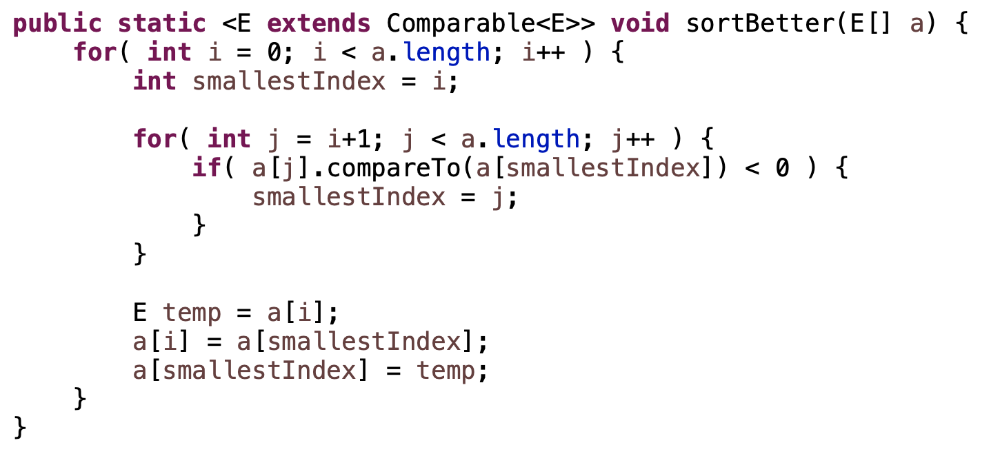 public static <E extends Comparable<E>> void sortBetter(E[] a) {
    for( int i = 0; i < a.length; i++ ) {
        int smallestIndex = i;

        for( int j = i+1; j < a.length; j++ ) {
            if( a[j].compareTo(a[smallestIndex]) < 0 ) {
                smallestIndex = j;
            }
        }

        E temp = a[i];
        a[i] = a[smallestIndex];
        a[smallestIndex] = temp;
    }
}